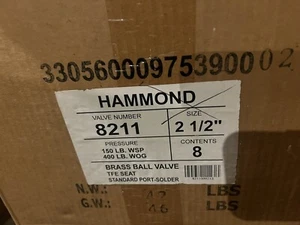 33056000975390002
HAMMOND
VALVE NUMBER
SIZE
8211
2 1/2"
PRESSURE
CONTENTS
150 LB. WSP
400 LB. WOG
8
BRASS BALL VALVE
TFE SEAT
STANDARD PORT-SOLDER
N.W.: LBS
G.W.: 46 LBS